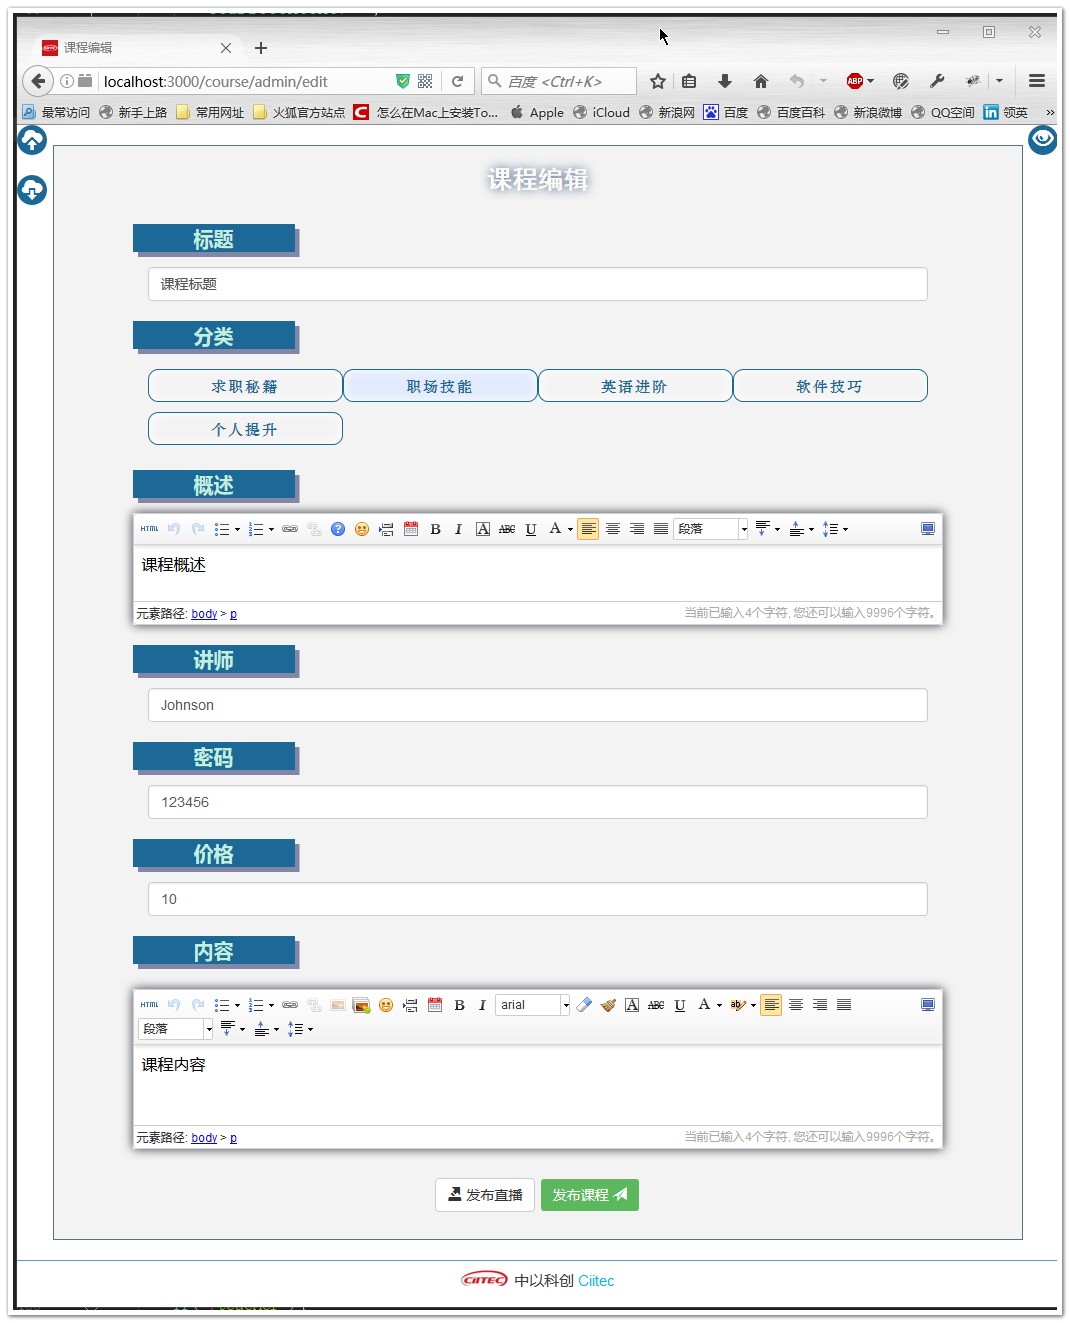 课程编辑
localhost:3000/course/admin/edit
百度 <Ctrl+K>
ABP
最常访问 新手上路 常用网址 火狐官方站点 怎么在Mac上安装To... Apple iCloud 新浪网 百度 百度百科 新浪微博 QQ空间 领英 »
课程编辑
标题
课程标题
分类
求职秘籍 职场技能 英语进阶 软件技巧
个人提升
概述
HTML B I A ABC U A 段落
课程概述
元素路径: body > p 当前已输入4个字符, 您还可以输入9996个字符。
讲师
Johnson
密码
123456
价格
10
内容
HTML B I arial A ABC U A ab
段落
课程内容
元素路径: body > p 当前已输入4个字符, 您还可以输入9996个字符。
发布直播 发布课程
CIITEC 中以科创 Ciitec